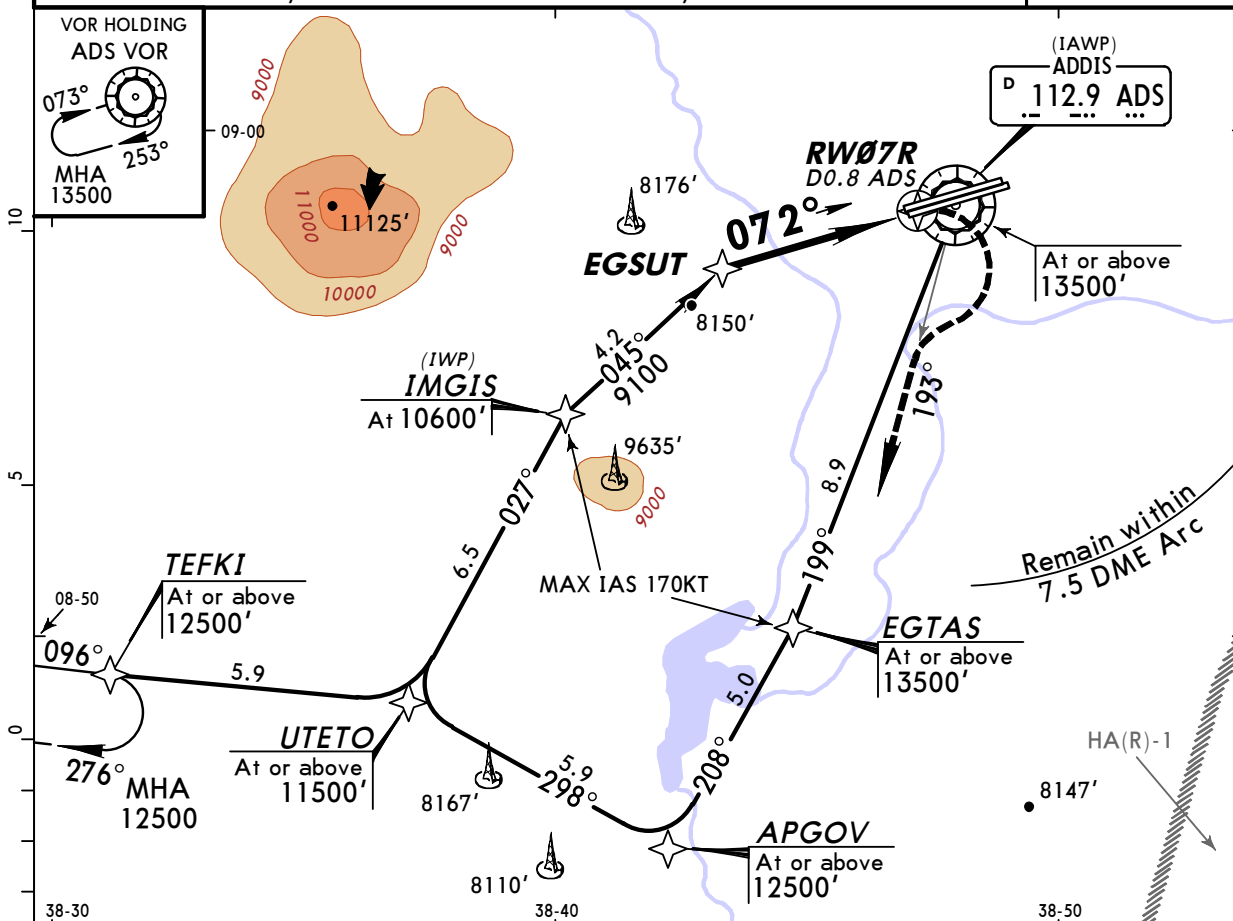 VOR HOLDING
ADS VOR
073°
253°
MHA
13500
09-00
9000
11000
11125'
9000
10000
8176'
(IAWP)
ADDIS
D 112.9 ADS
RWØ7R
D0.8 ADS
072°
EGSUT
At or above
13500'
8150'
4.2
045°
9100
(IWP)
IMGIS
At 10600'
193°
9635'
9000
027°
6.5
8.9
199°
MAX IAS 170KT
Remain within
7.5 DME Arc
TEFKI
At or above
12500'
08-50
096°
5.9
EGTAS
At or above
13500'
5.0
UTETO
At or above
11500'
276° MHA
12500
5.9
298°
208°
8167'
HA(R)-1
8147'
APGOV
At or above
12500'
8110'
10
5
0
38-30
38-40
38-50